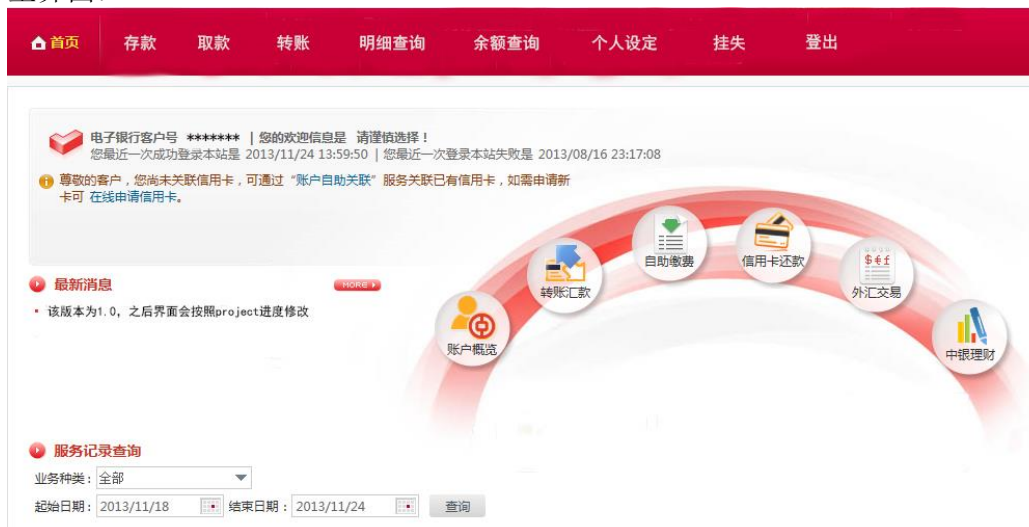 首页 存款 取款 转账 明细查询 余额查询 个人设定 挂失 登出
电子银行客户号 ******* | 您的欢迎信息是 请谨慎选择！
您最近一次成功登录本站是 2013/11/24 13:59:50 | 您最近一次登录本站失败是 2013/08/16 23:17:08
尊敬的客户，您尚未关联信用卡，可通过 “账户自助关联” 服务关联已有信用卡，如需申请新
卡可 在线申请信用卡。
自助缴费
信用卡还款
转账汇款
外汇交易
账户概览
中银理财
最新消息 MORE
• 该版本为1.0，之后界面会按照project进度修改
服务记录查询
业务种类：全部
起始日期：2013/11/18 结束日期：2013/11/24 查询